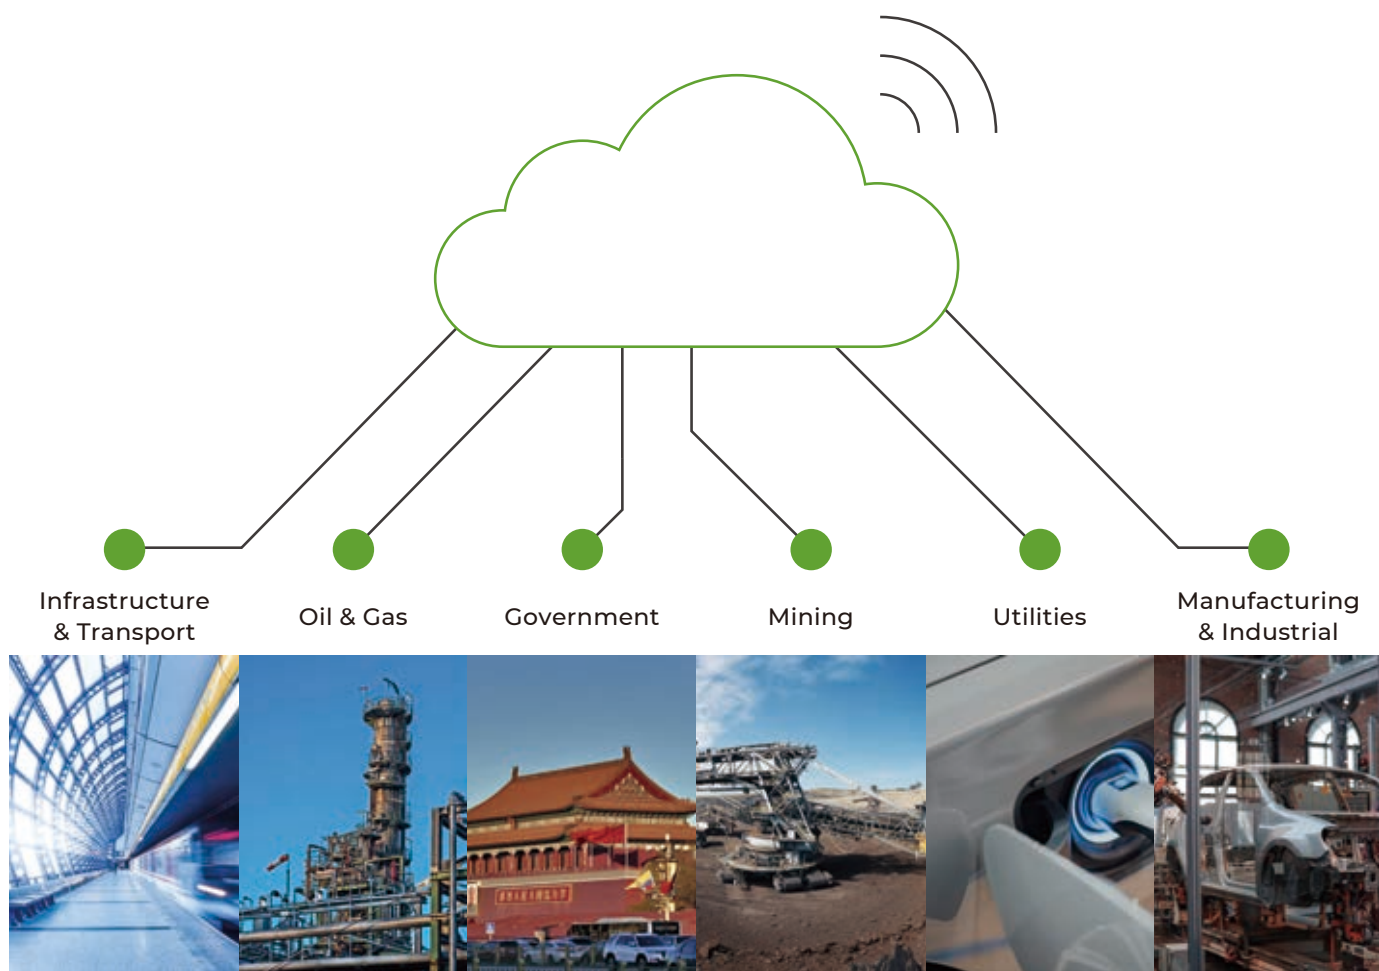 Infrastructure
& Transport
Oil & Gas
Government
Mining
Utilities
Manufacturing
& Industrial